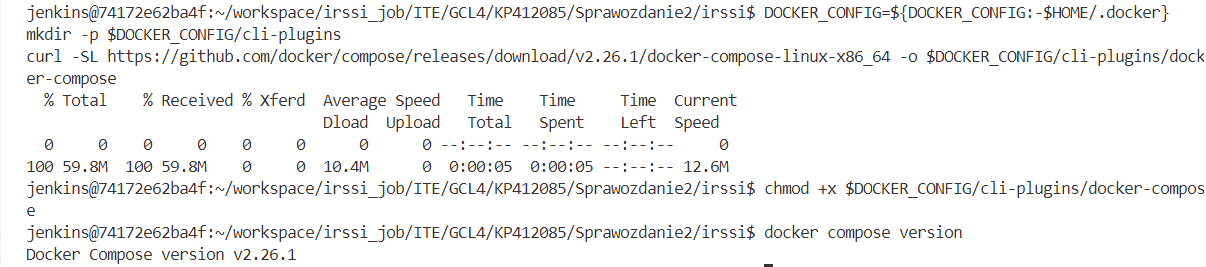 jenkins@74172e62ba4f:~/workspace/irssi_job/ITE/GCL4/KP412085/Sprawozdanie2/irssi$ DOCKER_CONFIG=${DOCKER_CONFIG:-$HOME/.docker}
mkdir -p $DOCKER_CONFIG/cli-plugins
curl -SL https://github.com/docker/compose/releases/download/v2.26.1/docker-compose-linux-x86_64 -o $DOCKER_CONFIG/cli-plugins/dock
er-compose
  % Total    % Received % Xferd  Average Speed   Time    Time     Time  Current
                                 Dload  Upload   Total   Spent    Left  Speed
  0     0    0     0    0     0      0      0 --:--:-- --:--:-- --:--:--     0
100 59.8M  100 59.8M    0     0  10.4M      0  0:00:05  0:00:05 --:--:-- 12.6M
jenkins@74172e62ba4f:~/workspace/irssi_job/ITE/GCL4/KP412085/Sprawozdanie2/irssi$ chmod +x $DOCKER_CONFIG/cli-plugins/docker-compos
e
jenkins@74172e62ba4f:~/workspace/irssi_job/ITE/GCL4/KP412085/Sprawozdanie2/irssi$ docker compose version
Docker Compose version v2.26.1